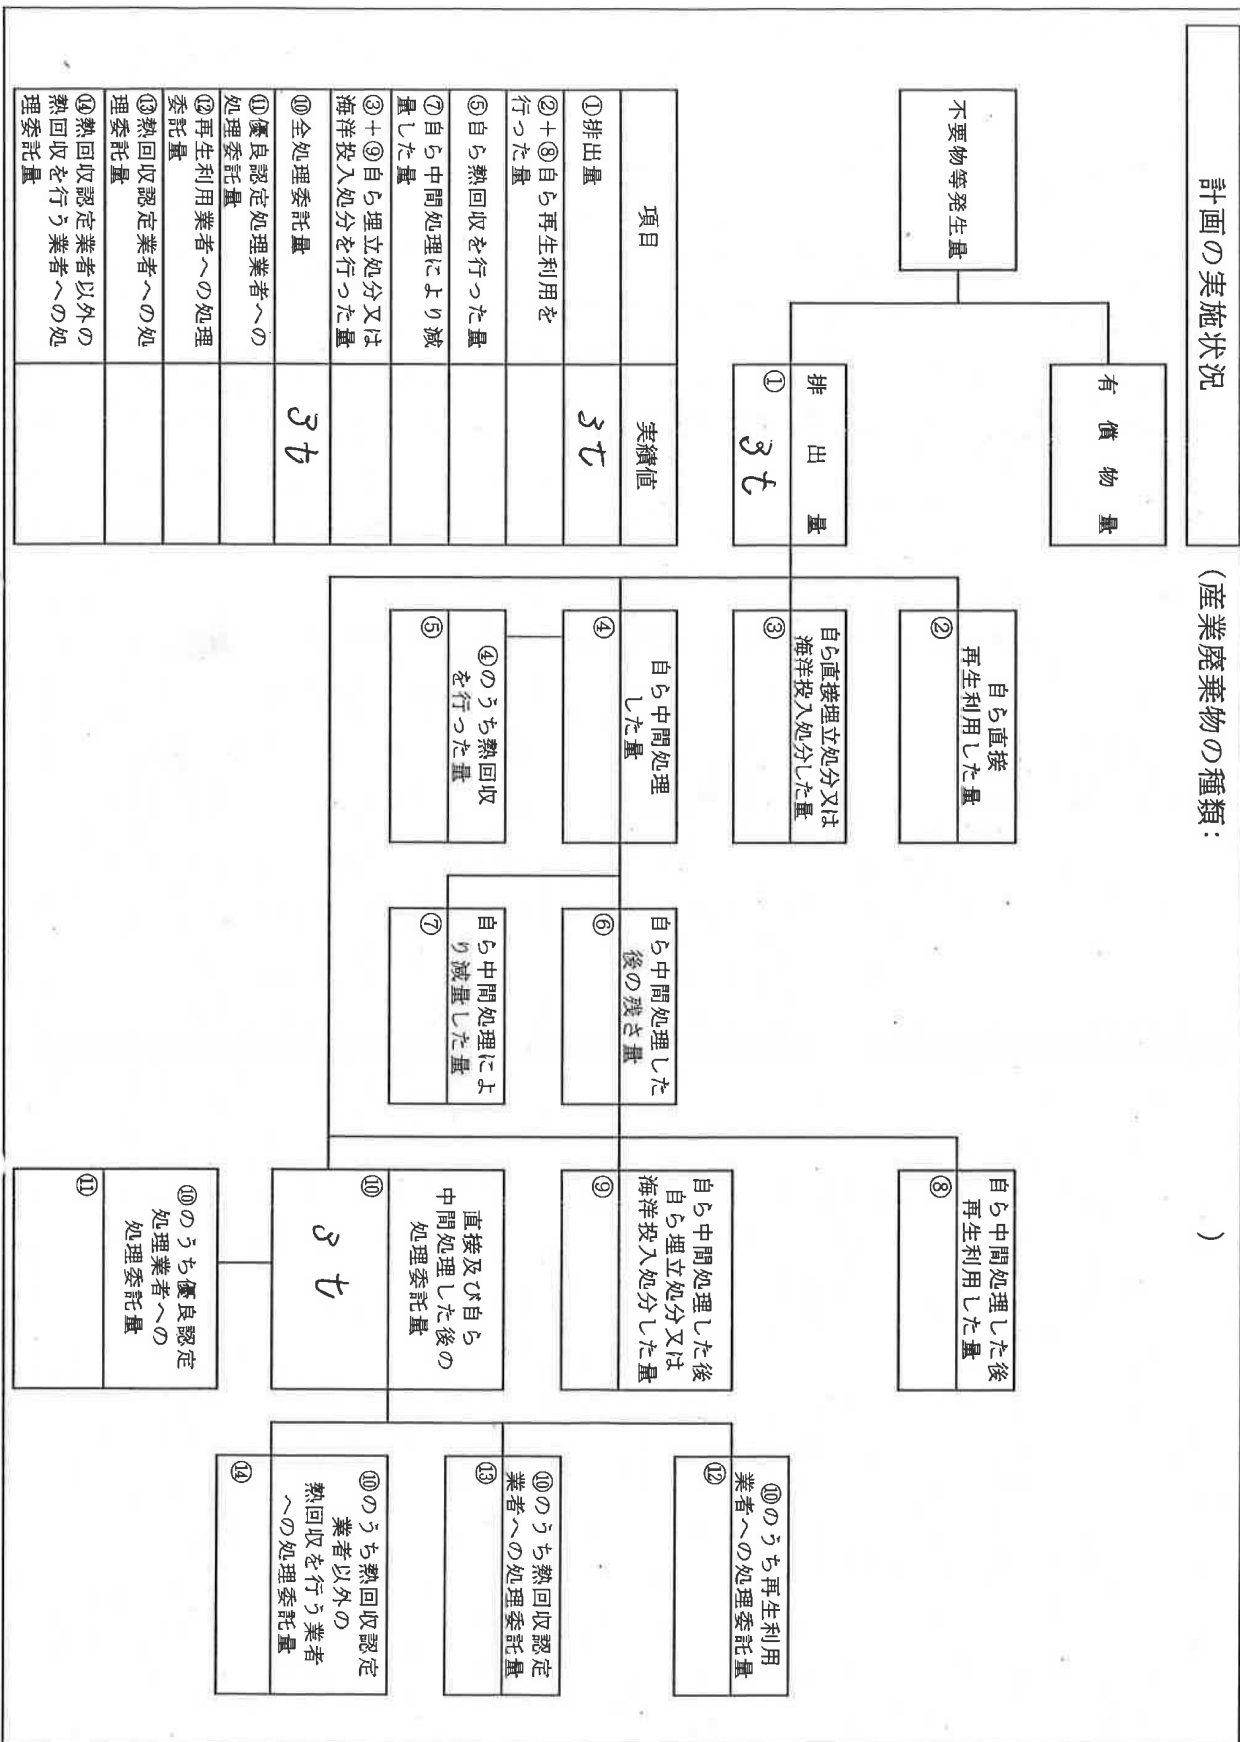 計画の実施状況
(産業廃棄物の種類: )
不要物等発生量
有償物量
排出量
① 3t
自ら直接
再生利用した量
②
自ら直接埋立処分又は
海洋投入処分した量
③
自ら中間処理
した量
④
④のうち熱回収
を行った量
⑤
自ら中間処理した
後の残さ量
⑥
自ら中間処理によ
り減量した量
⑦
自ら中間処理した後
再生利用した量
⑧
自ら中間処理した後
自ら埋立処分又は
海洋投入処分した量
⑨
直接及び自ら
中間処理した後の
処理委託量
⑩ 3t
⑩のうち優良認定
処理業者への
処理委託量
⑪
⑩のうち再生利用
業者への処理委託量
⑫
⑩のうち熱回収認定
業者への処理委託量
⑬
⑩のうち熱回収認定
業者以外の
熱回収を行う業者
への処理委託量
⑭
項目 実績値
①排出量 3t
②+⑧自ら再生利用を
行った量
⑤自ら熱回収を行った量
⑦自ら中間処理により減
量した量
③+⑨自ら埋立処分又は
海洋投入処分を行った量
⑩全処理委託量 3t
⑪優良認定処理業者への
処理委託量
⑫再生利用業者への処理
委託量
⑬熱回収認定業者への処
理委託量
⑭熱回収認定業者以外の
熱回収を行う業者への処
理委託量